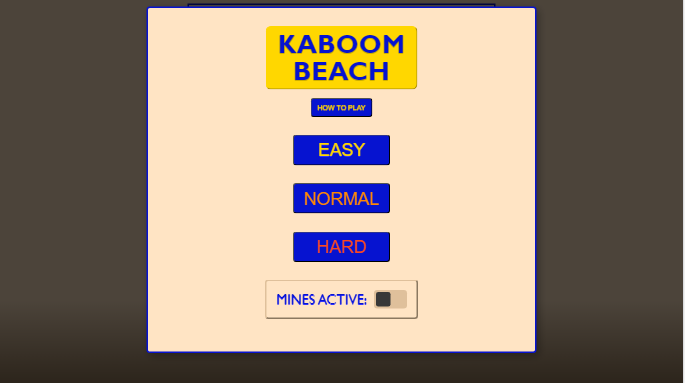 KABOOM
BEACH
HOW TO PLAY
EASY
NORMAL
HARD
MINES ACTIVE: